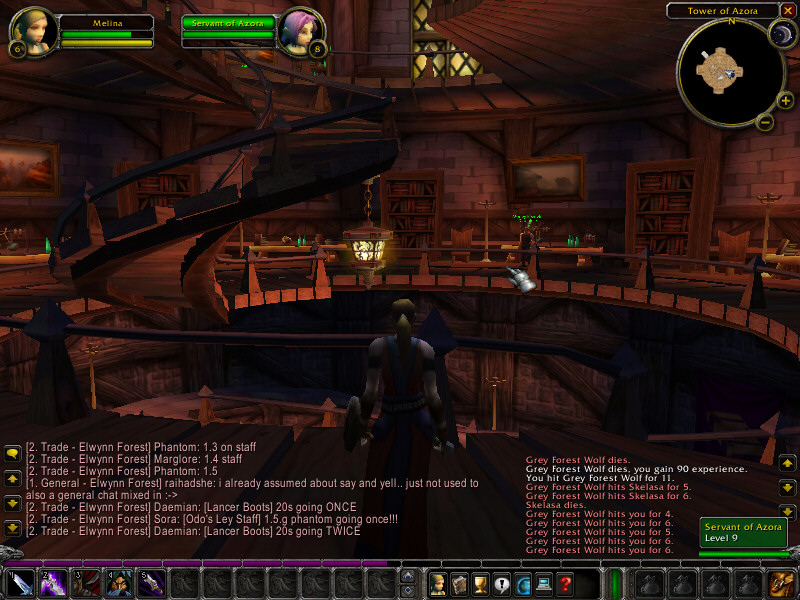 Melina
6
Servant of Azora
8
Tower of Azora
N
[2. Trade - Elwynn Forest] Phantom: 1.3 on staff
[2. Trade - Elwynn Forest] Marglore: 1.4 staff
[2. Trade - Elwynn Forest] Phantom: 1.5
[1. General - Elwynn Forest] raihadshe: i already assumed about say and yell.. just not used to
also a general chat mixed in :->
[2. Trade - Elwynn Forest] Daemian: [Lancer Boots] 20s going ONCE
[2. Trade - Elwynn Forest] Sora: [Odo's Ley Staff] 1.5.g phantom going once!!!
[2. Trade - Elwynn Forest] Daemian: [Lancer Boots] 20s going TWICE
Grey Forest Wolf dies.
Grey Forest Wolf dies, you gain 90 experience.
You hit Grey Forest Wolf for 11.
Grey Forest Wolf hits Skelasa for 5.
Grey Forest Wolf hits Skelasa for 6.
Skelasa dies.
Grey Forest Wolf hits you for 4.
Grey Forest Wolf hits you for 6.
Grey Forest Wolf hits you for 5.
Grey Forest Wolf hits you for 6.
Grey Forest Wolf hits you for 6.
Servant of Azora
Level 9
1 2 3 4 5